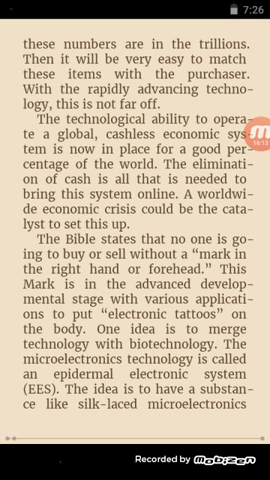 7:26
these numbers are in the trillions.
Then it will be very easy to match
these items with the purchaser.
With the rapidly advancing techno-
logy, this is not far off.
The technological ability to opera-
te a global, cashless economic sys-
tem is now in place for a good per-
centage of the world. The eliminati-
on of cash is all that is needed to
bring this system online. A worldwi-
de economic crisis could be the cata-
lyst to set this up.
The Bible states that no one is go-
ing to buy or sell without a “mark in
the right hand or forehead.” This
Mark is in the advanced develop-
mental stage with various applicati-
ons to put “electronic tattoos” on
the body. One idea is to merge
technology with biotechnology. The
microelectronics technology is called
an epidermal electronic system
(EES). The idea is to have a substan-
ce like silk-laced microelectronics
Recorded by Mobizen